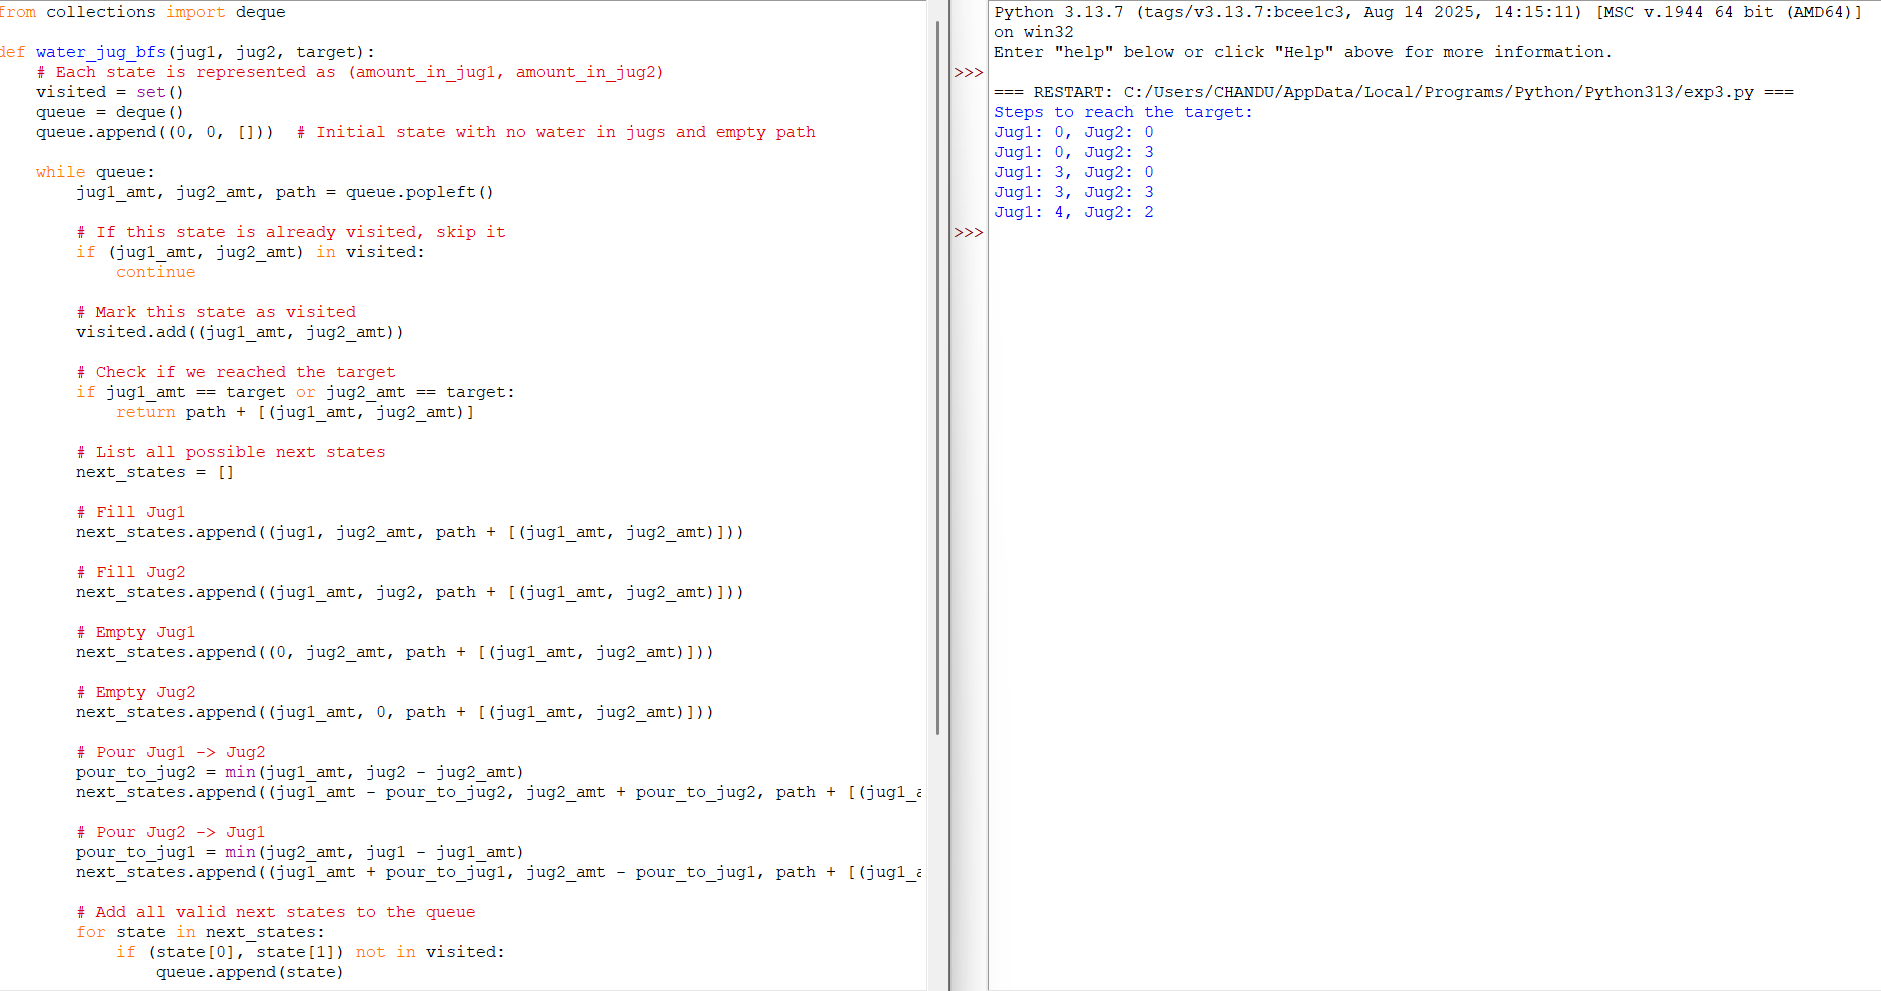 from collections import deque

def water_jug_bfs(jug1, jug2, target):
    # Each state is represented as (amount_in_jug1, amount_in_jug2)
    visited = set()
    queue = deque()
    queue.append((0, 0, []))  # Initial state with no water in jugs and empty path

    while queue:
        jug1_amt, jug2_amt, path = queue.popleft()

        # If this state is already visited, skip it
        if (jug1_amt, jug2_amt) in visited:
            continue

        # Mark this state as visited
        visited.add((jug1_amt, jug2_amt))

        # Check if we reached the target
        if jug1_amt == target or jug2_amt == target:
            return path + [(jug1_amt, jug2_amt)]

        # List all possible next states
        next_states = []

        # Fill Jug1
        next_states.append((jug1, jug2_amt, path + [(jug1_amt, jug2_amt)]))

        # Fill Jug2
        next_states.append((jug1_amt, jug2, path + [(jug1_amt, jug2_amt)]))

        # Empty Jug1
        next_states.append((0, jug2_amt, path + [(jug1_amt, jug2_amt)]))

        # Empty Jug2
        next_states.append((jug1_amt, 0, path + [(jug1_amt, jug2_amt)]))

        # Pour Jug1 -> Jug2
        pour_to_jug2 = min(jug1_amt, jug2 - jug2_amt)
        next_states.append((jug1_amt - pour_to_jug2, jug2_amt + pour_to_jug2, path + [(jug1_a

        # Pour Jug2 -> Jug1
        pour_to_jug1 = min(jug2_amt, jug1 - jug1_amt)
        next_states.append((jug1_amt + pour_to_jug1, jug2_amt - pour_to_jug1, path + [(jug1_a

        # Add all valid next states to the queue
        for state in next_states:
            if (state[0], state[1]) not in visited:
                queue.append(state)
Python 3.13.7 (tags/v3.13.7:bcee1c3, Aug 14 2025, 14:15:11) [MSC v.1944 64 bit (AMD64)]
on win32
Enter "help" below or click "Help" above for more information.
>>>
=== RESTART: C:/Users/CHANDU/AppData/Local/Programs/Python/Python313/exp3.py ===
Steps to reach the target:
Jug1: 0, Jug2: 0
Jug1: 0, Jug2: 3
Jug1: 3, Jug2: 0
Jug1: 3, Jug2: 3
Jug1: 4, Jug2: 2
>>>